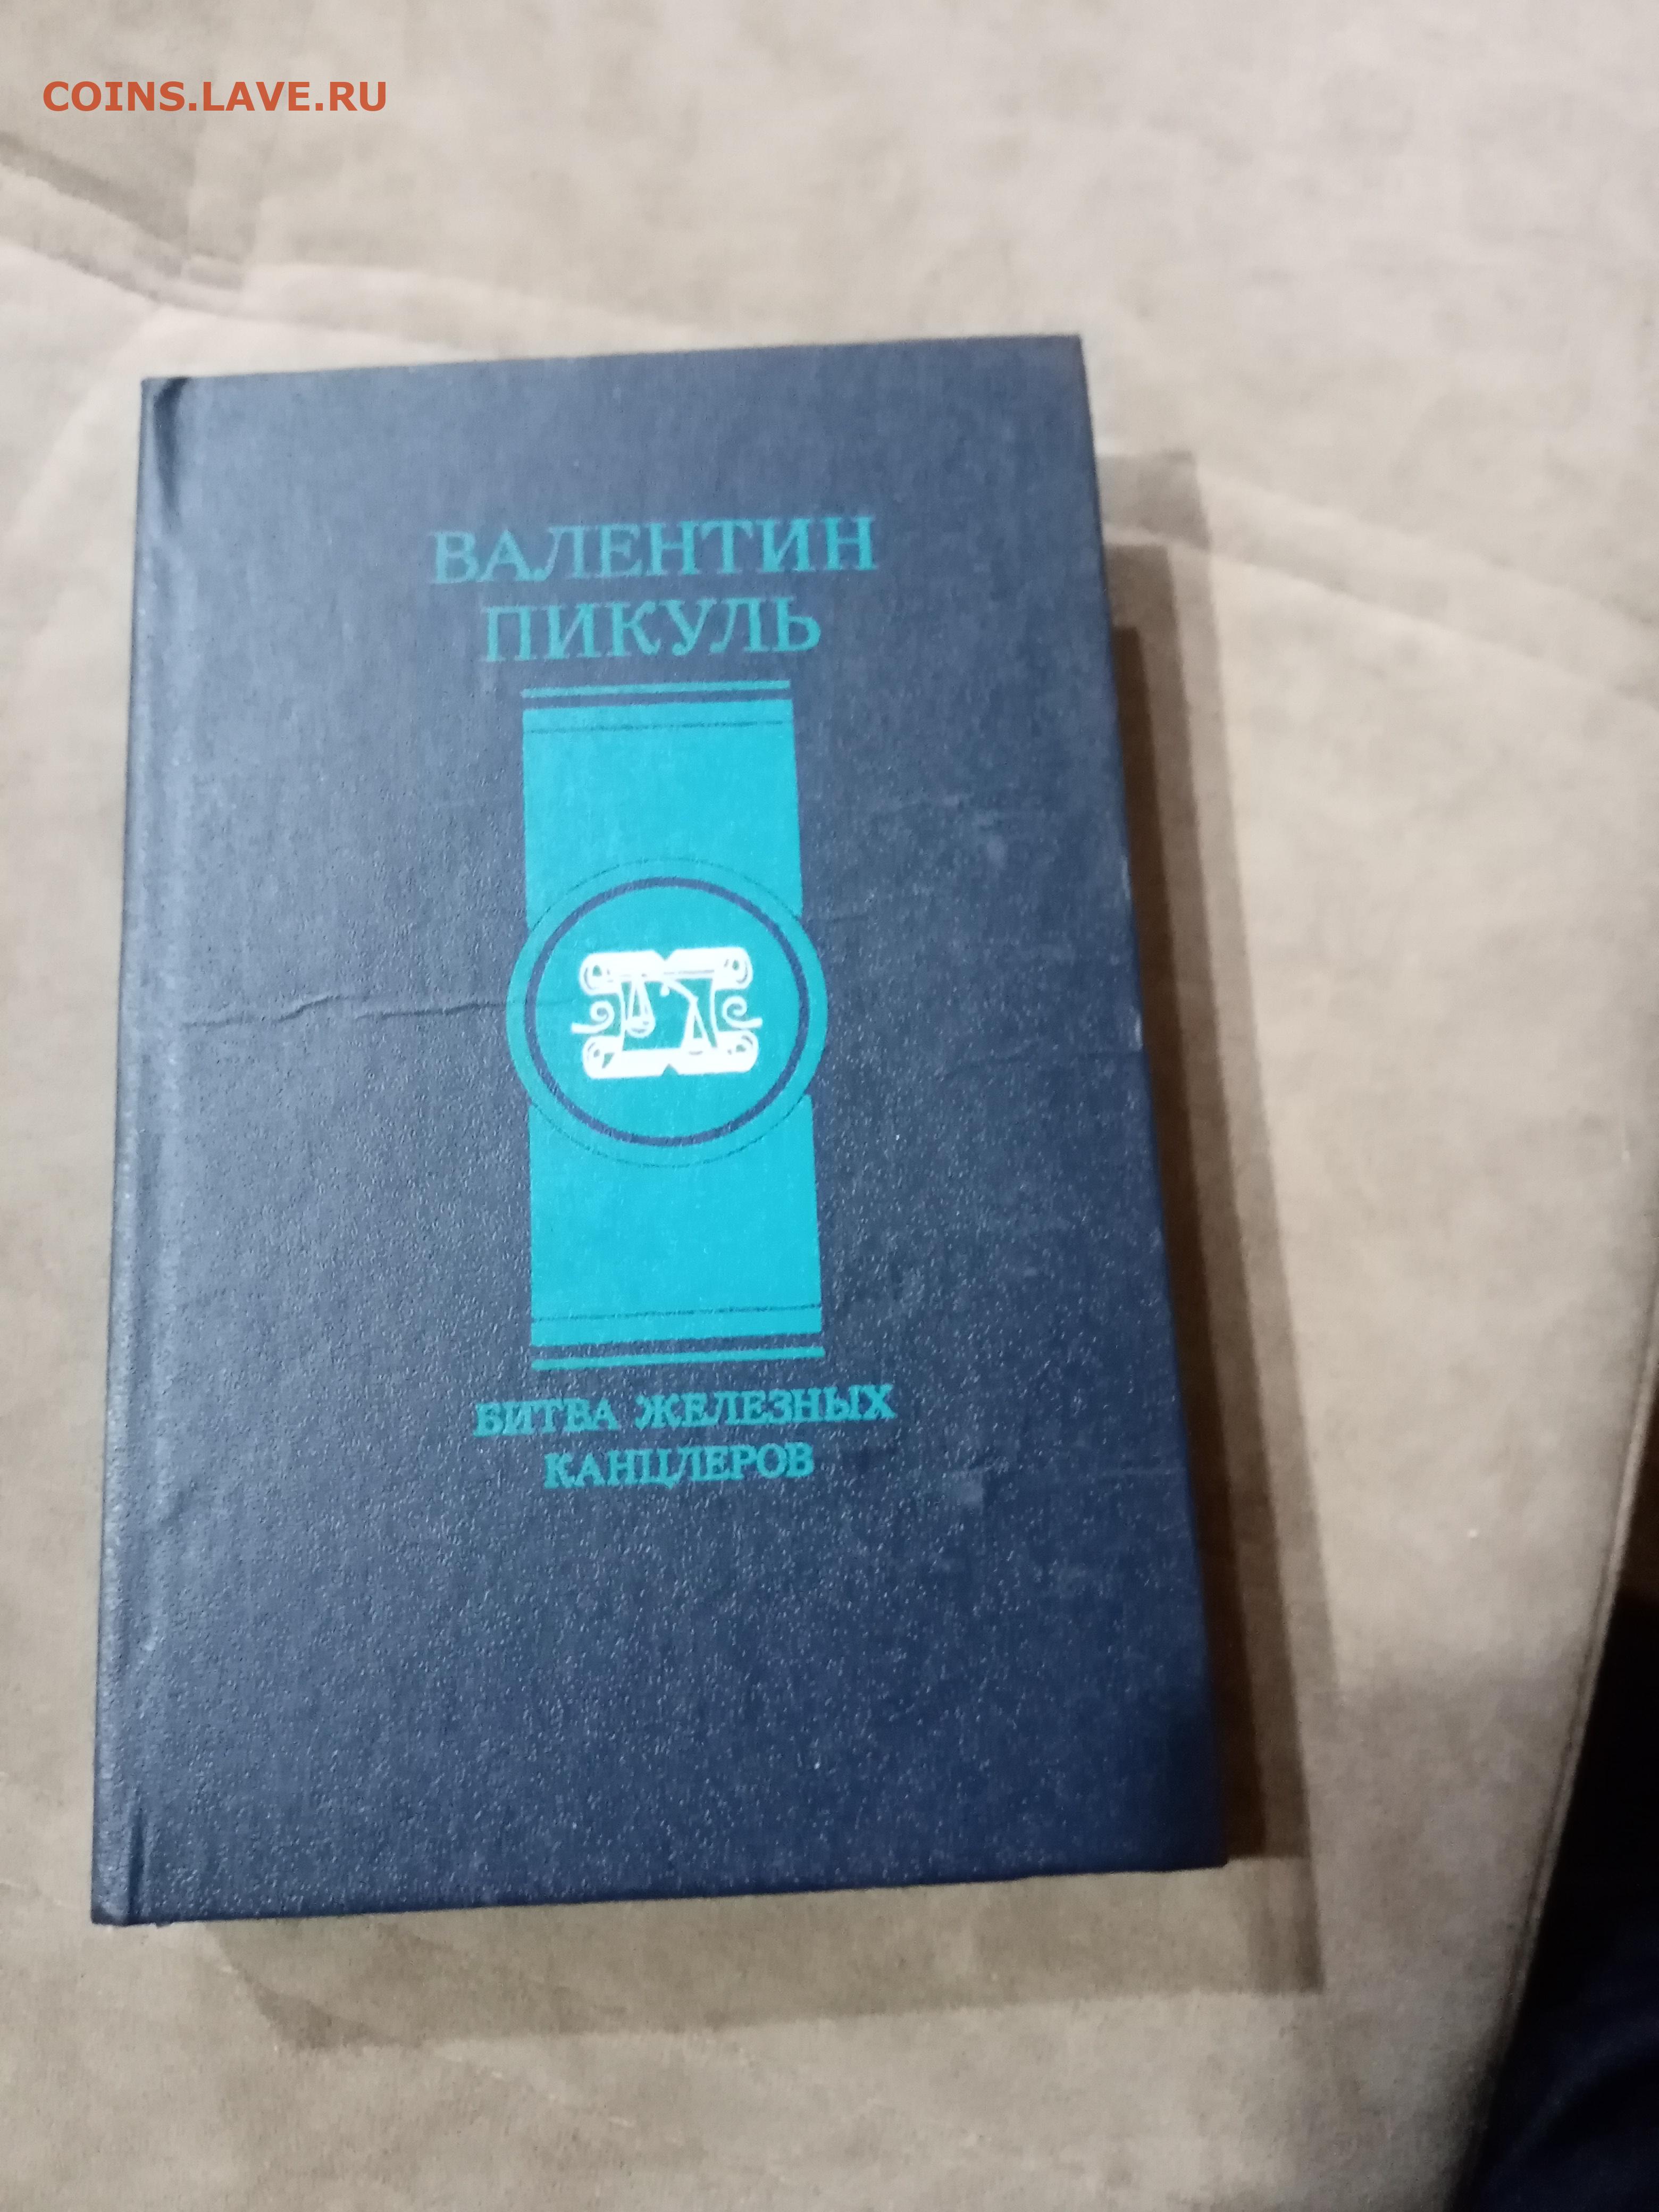 COINS.LAVE.RU
ВАЛЕНТИН
ПИКУЛЬ
БИТВА ЖЕЛЕЗНЫХ
КАНЦЛЕРОВ